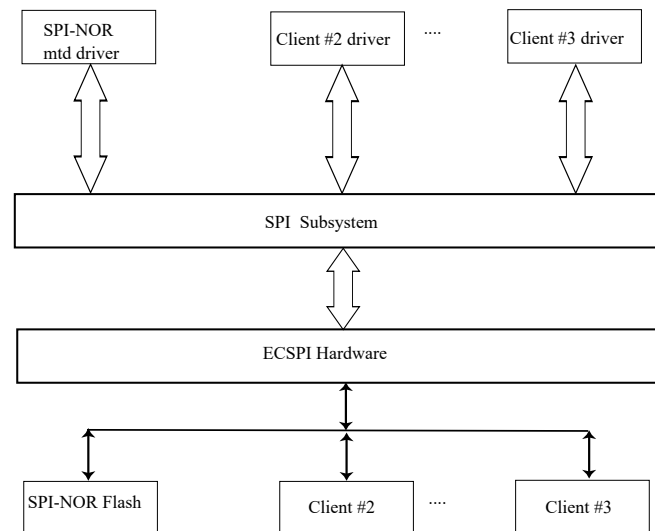 SPI-NOR
mtd driver
Client #2 driver
....
Client #3 driver
SPI Subsystem
ECSPI Hardware
SPI-NOR Flash
Client #2
....
Client #3